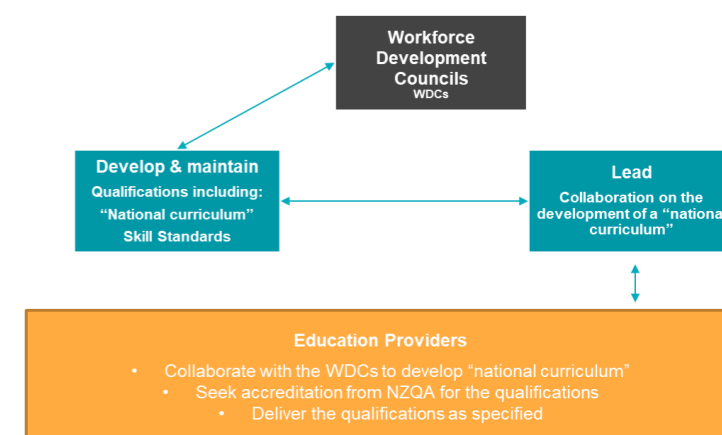 Workforce
Development
Councils
WDCs
Develop & maintain
Qualifications including:
“National curriculum”
Skill Standards
Lead
Collaboration on the
development of a “national
curriculum”
Education Providers
• Collaborate with the WDCs to develop “national curriculum”
• Seek accreditation from NZQA for the qualifications
• Deliver the qualifications as specified